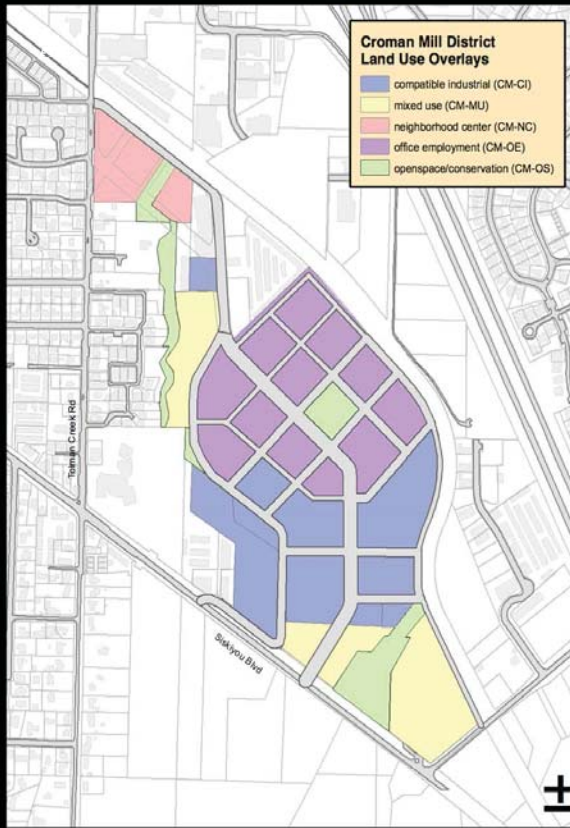 Croman Mill District
Land Use Overlays
compatible industrial (CM-CI)
mixed use (CM-MU)
neighborhood center (CM-NC)
office employment (CM-OE)
openspace/conservation (CM-OS)
Tolman Creek Rd
Siskiyou Blvd